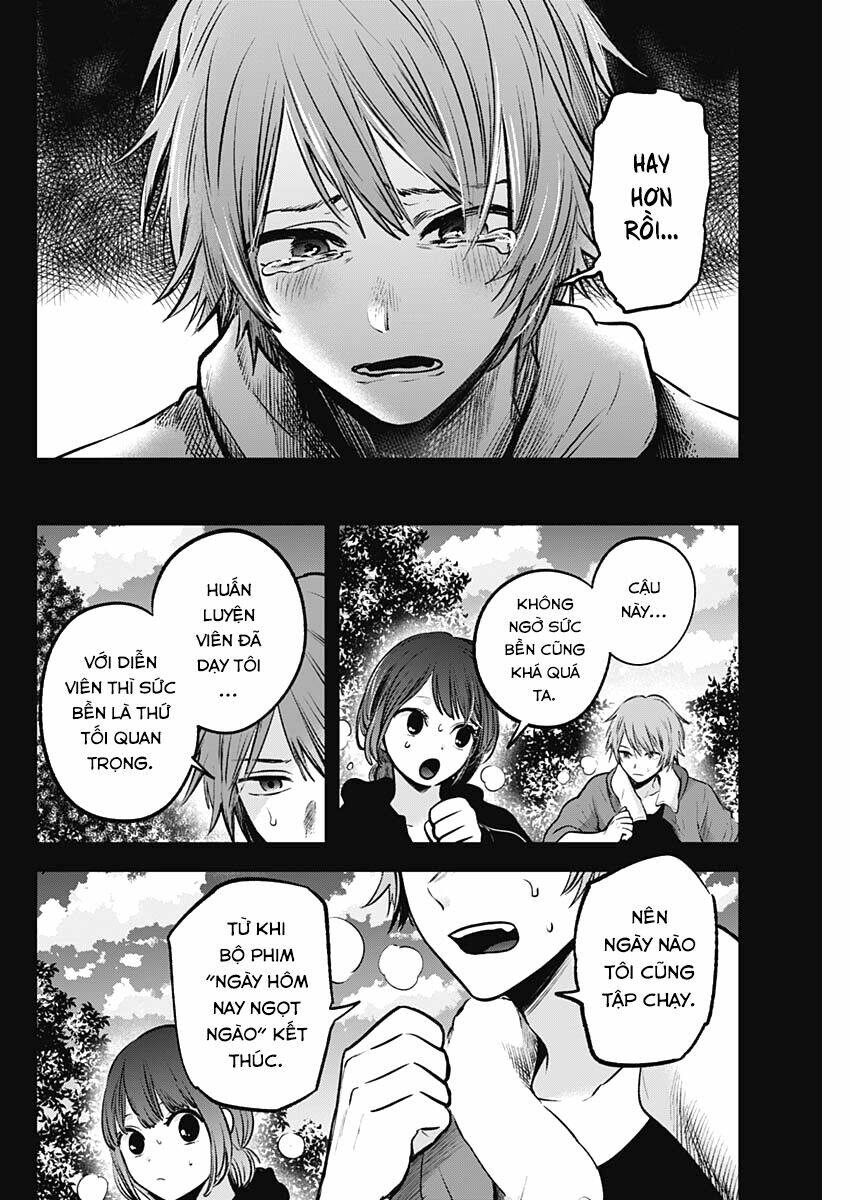 HAY
HƠN
RỒI...
CẬU
NÀY...
KHÔNG
NGỜ SỨC
BỀN CŨNG
KHÁ QUÁ
TA.
HUẤN
LUYỆN
VIÊN ĐÃ
DẠY TÔI
...
VỚI DIỄN
VIÊN THÌ SỨC
BỀN LÀ THỨ
TỐI QUAN
TRỌNG.
NÊN
NGÀY NÀO
TÔI CŨNG
TẬP CHẠY.
TỪ KHI
BỘ PHIM
"NGÀY HÔM
NAY NGỌT
NGÀO" KẾT
THÚC.